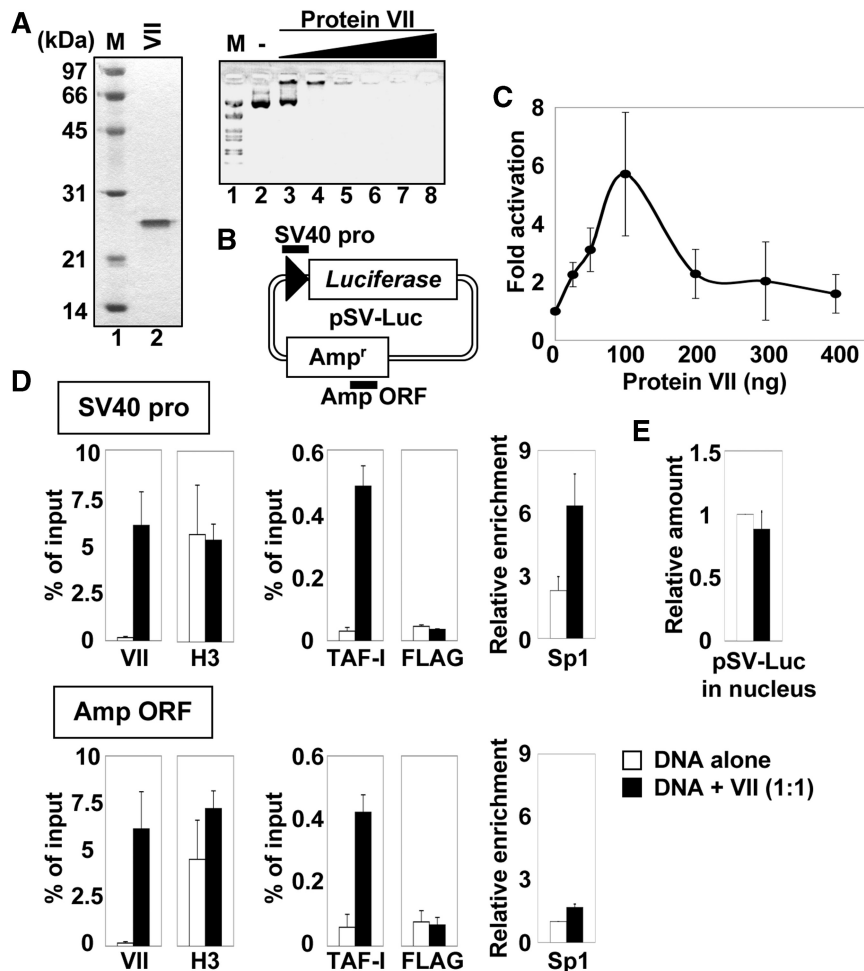 A
(kDa) M VII
97
66
45
31
21
14
1 2
Protein VII
M -
1 2 3 4 5 6 7 8
B
SV40 pro
Luciferase
pSV-Luc
Ampr
Amp ORF
C
Fold activation
8
6
4
2
0
0 100 200 300 400
Protein VII (ng)
D
SV40 pro
% of input
10
7.5
5
2.5
0
VII H3
% of input
0.6
0.4
0.2
0
TAF-I FLAG
Relative enrichment
9
6
3
0
Sp1
E
Relative amount
1.5
1
0.5
0
pSV-Luc
in nucleus
Amp ORF
% of input
10
7.5
5
2.5
0
VII H3
% of input
0.6
0.4
0.2
0
TAF-I FLAG
Relative enrichment
9
6
3
0
Sp1
DNA alone
DNA + VII (1:1)